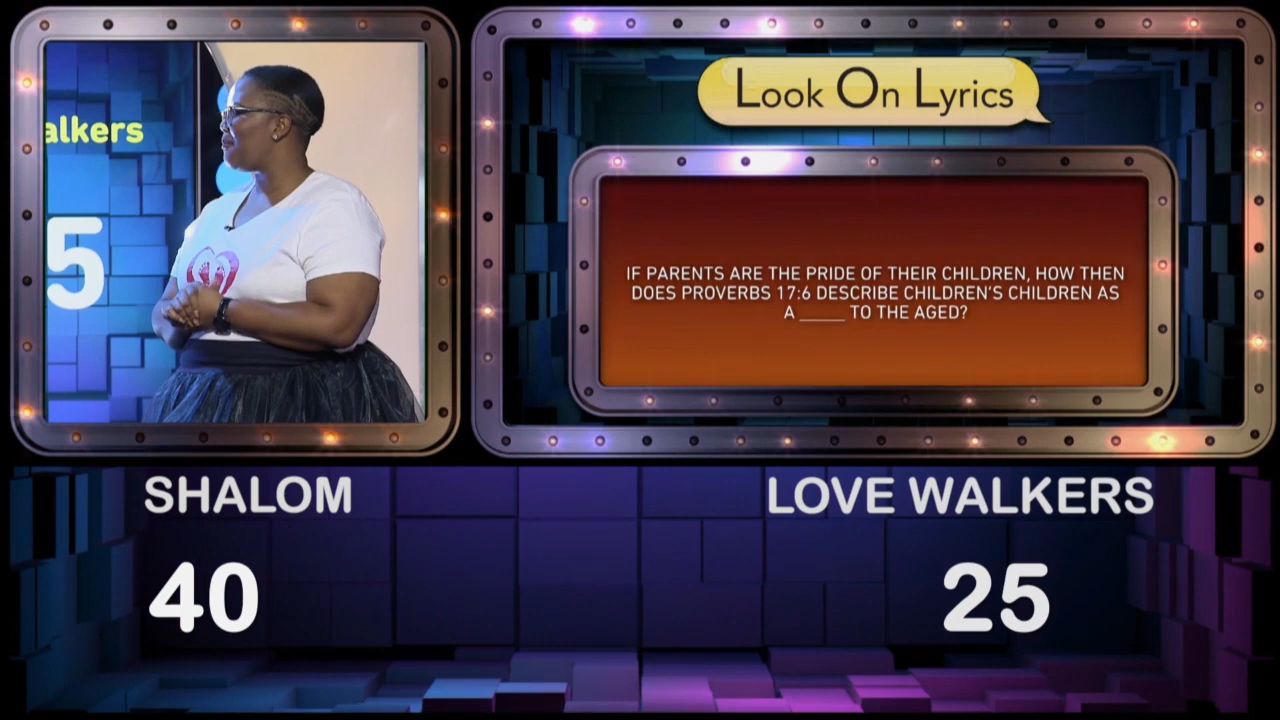 alkers
5
Look On Lyrics
IF PARENTS ARE THE PRIDE OF THEIR CHILDREN, HOW THEN
DOES PROVERBS 17:6 DESCRIBE CHILDREN'S CHILDREN AS
A _____ TO THE AGED?
SHALOM
LOVE WALKERS
40
25